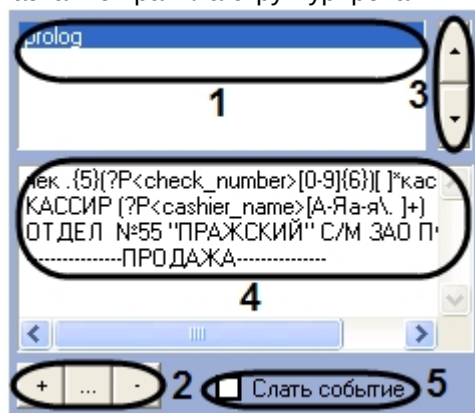 prolog
1
3
чек .{5}(?P<check_number>[0-9]{6})[ ]*кас
КАССИР (?P<cashier_name>[А-Яа-я\. ]+)
ОТДЕЛ №55 "ПРАЖСКИЙ" С/М ЗАО П
---------------ПРОДАЖА---------------
4
+ ... - 2 Слать событие 5